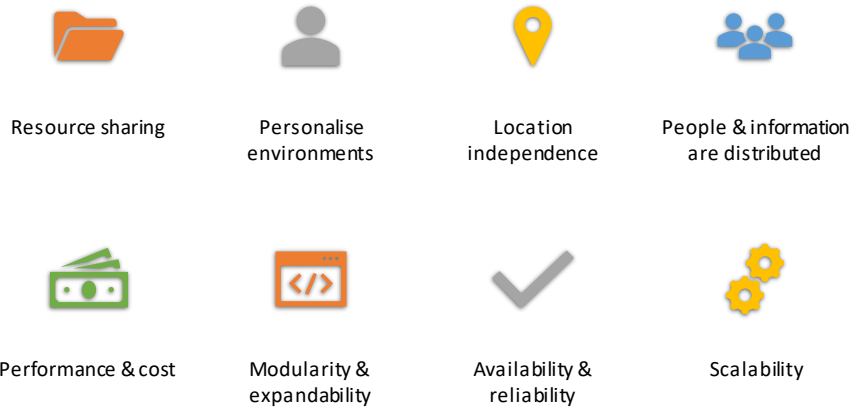 Resource sharing
Personalise
environments
Location
independence
People & information
are distributed
</>
Performance & cost
Modularity &
expandability
Availability &
reliability
Scalability